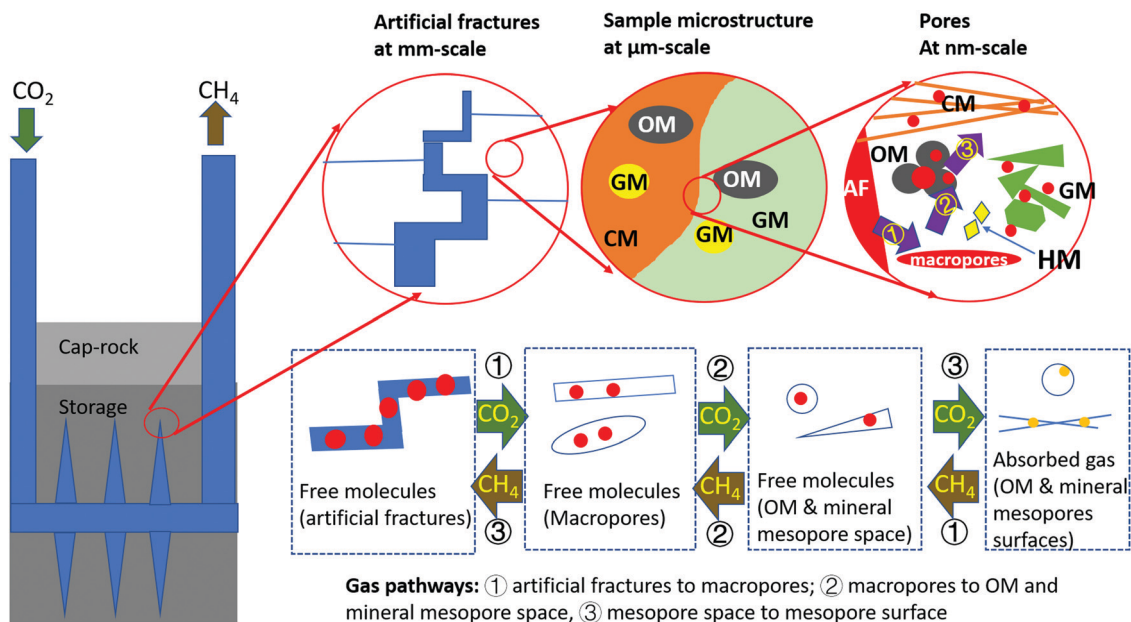 Artificial fractures
at mm-scale
Sample microstructure
at µm-scale
Pores
At nm-scale
CO₂
CH₄
OM
GM
CM
OM
GM
GM
CM
OM
③
AF
②
GM
①
macropores
HM
Cap-rock
Storage
①
CO₂
CH₄
③
②
CO₂
CH₄
②
③
CO₂
CH₄
①
Free molecules
(artificial fractures)
Free molecules
(Macropores)
Free molecules
(OM & mineral
mesopore space)
Absorbed gas
(OM & mineral
mesopores
surfaces)
Gas pathways: ① artificial fractures to macropores; ② macropores to OM and
mineral mesopore space, ③ mesopore space to mesopore surface